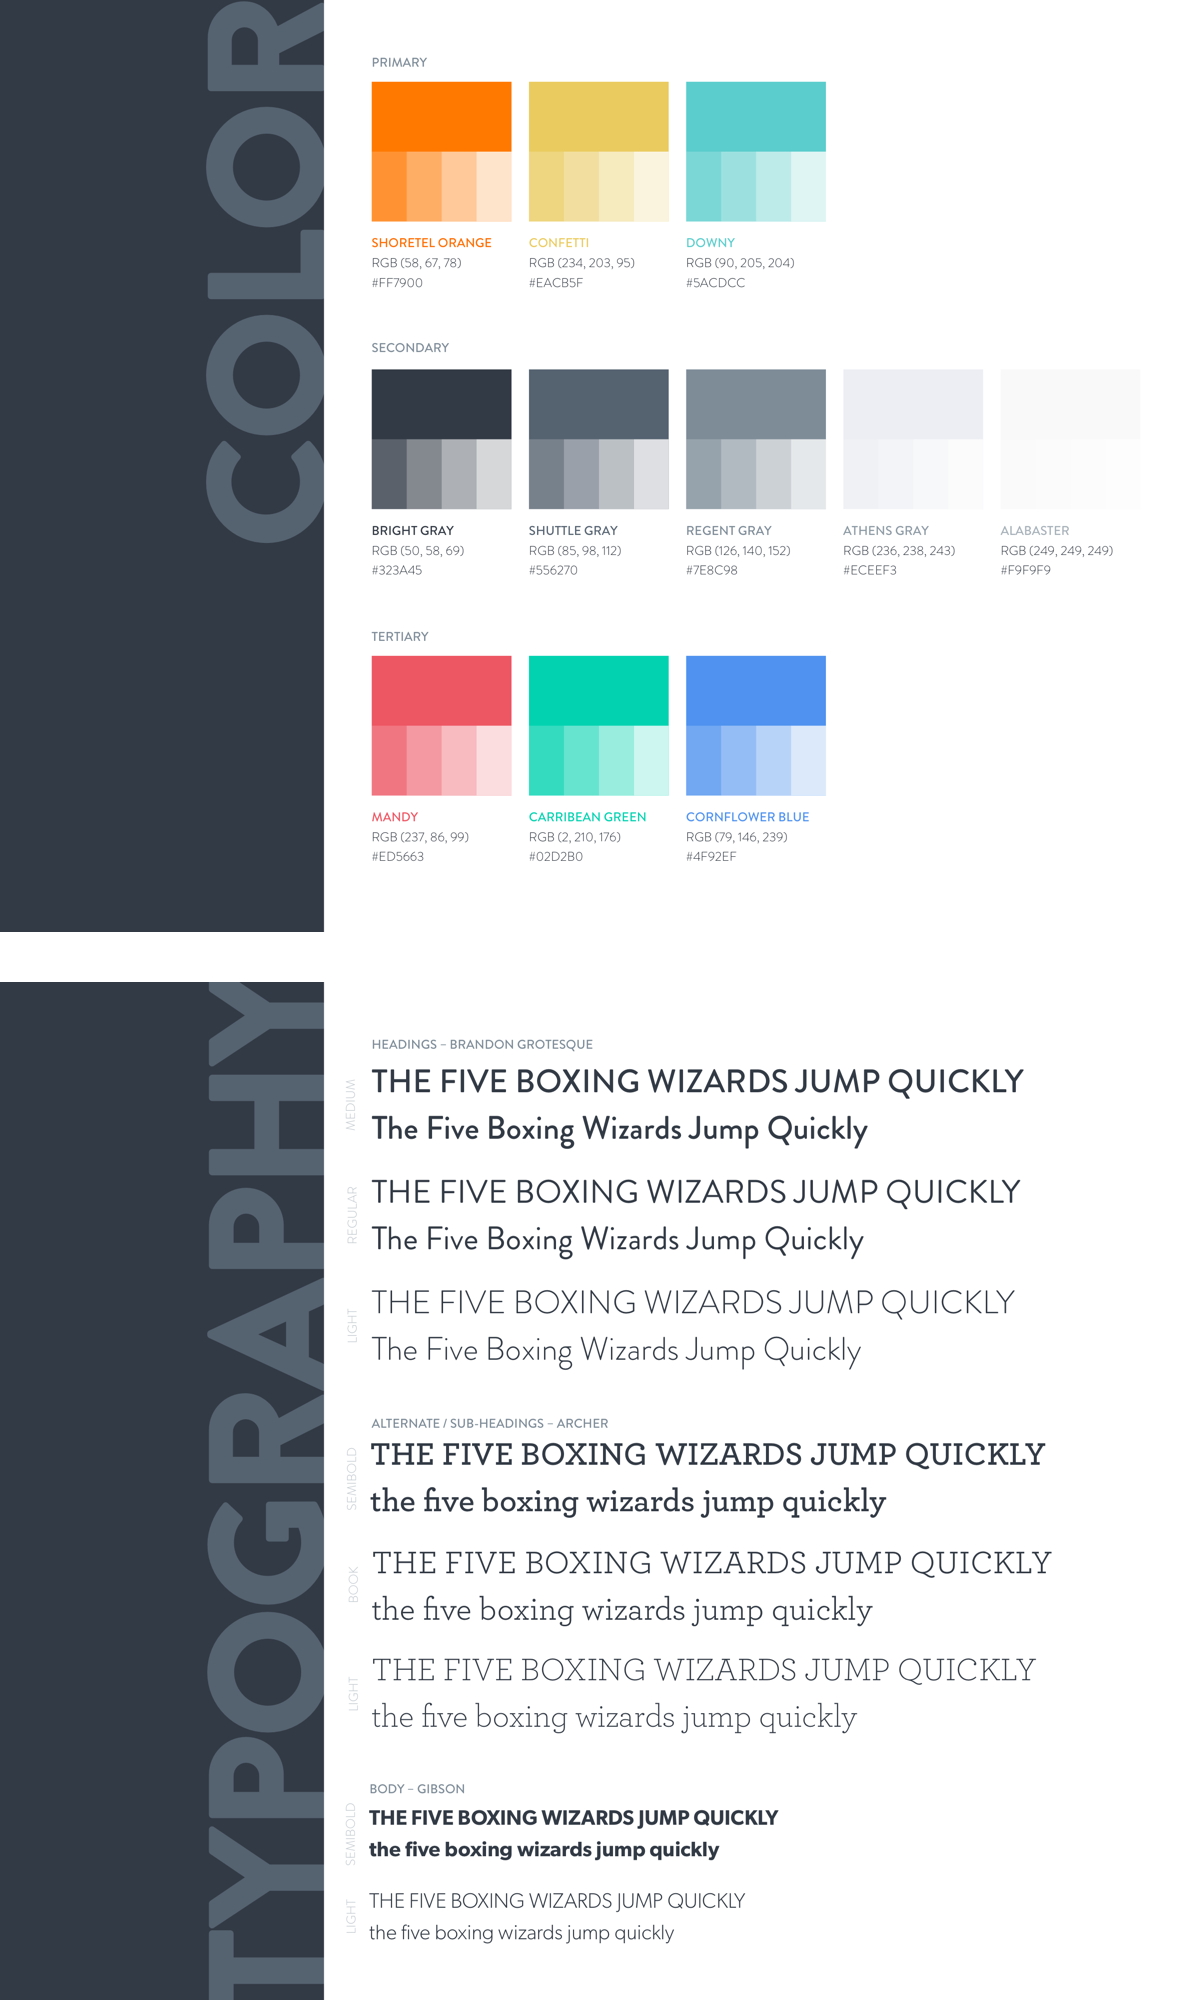 COLOR
PRIMARY
SHORETEL ORANGE
RGB (58, 67, 78)
#FF7900
CONFETTI
RGB (234, 203, 95)
#EACB5F
DOWNY
RGB (90, 205, 204)
#5ACDCC
SECONDARY
BRIGHT GRAY
RGB (50, 58, 69)
#323A45
SHUTTLE GRAY
RGB (85, 98, 112)
#556270
REGENT GRAY
RGB (126, 140, 152)
#7E8C98
ATHENS GRAY
RGB (236, 238, 243)
#ECEEF3
ALABASTER
RGB (249, 249, 249)
#F9F9F9
TERTIARY
MANDY
RGB (237, 86, 99)
#ED5663
CARRIBEAN GREEN
RGB (2, 210, 176)
#02D2B0
CORNFLOWER BLUE
RGB (79, 146, 239)
#4F92EF
TYPOGRAPHY
HEADINGS – BRANDON GROTESQUE
MEDIUM
THE FIVE BOXING WIZARDS JUMP QUICKLY
The Five Boxing Wizards Jump Quickly
REGULAR
THE FIVE BOXING WIZARDS JUMP QUICKLY
The Five Boxing Wizards Jump Quickly
LIGHT
THE FIVE BOXING WIZARDS JUMP QUICKLY
The Five Boxing Wizards Jump Quickly
ALTERNATE / SUB-HEADINGS – ARCHER
SEMIBOLD
THE FIVE BOXING WIZARDS JUMP QUICKLY
the five boxing wizards jump quickly
BOOK
THE FIVE BOXING WIZARDS JUMP QUICKLY
the five boxing wizards jump quickly
LIGHT
THE FIVE BOXING WIZARDS JUMP QUICKLY
the five boxing wizards jump quickly
BODY – GIBSON
SEMIBOLD
THE FIVE BOXING WIZARDS JUMP QUICKLY
the five boxing wizards jump quickly
LIGHT
THE FIVE BOXING WIZARDS JUMP QUICKLY
the five boxing wizards jump quickly